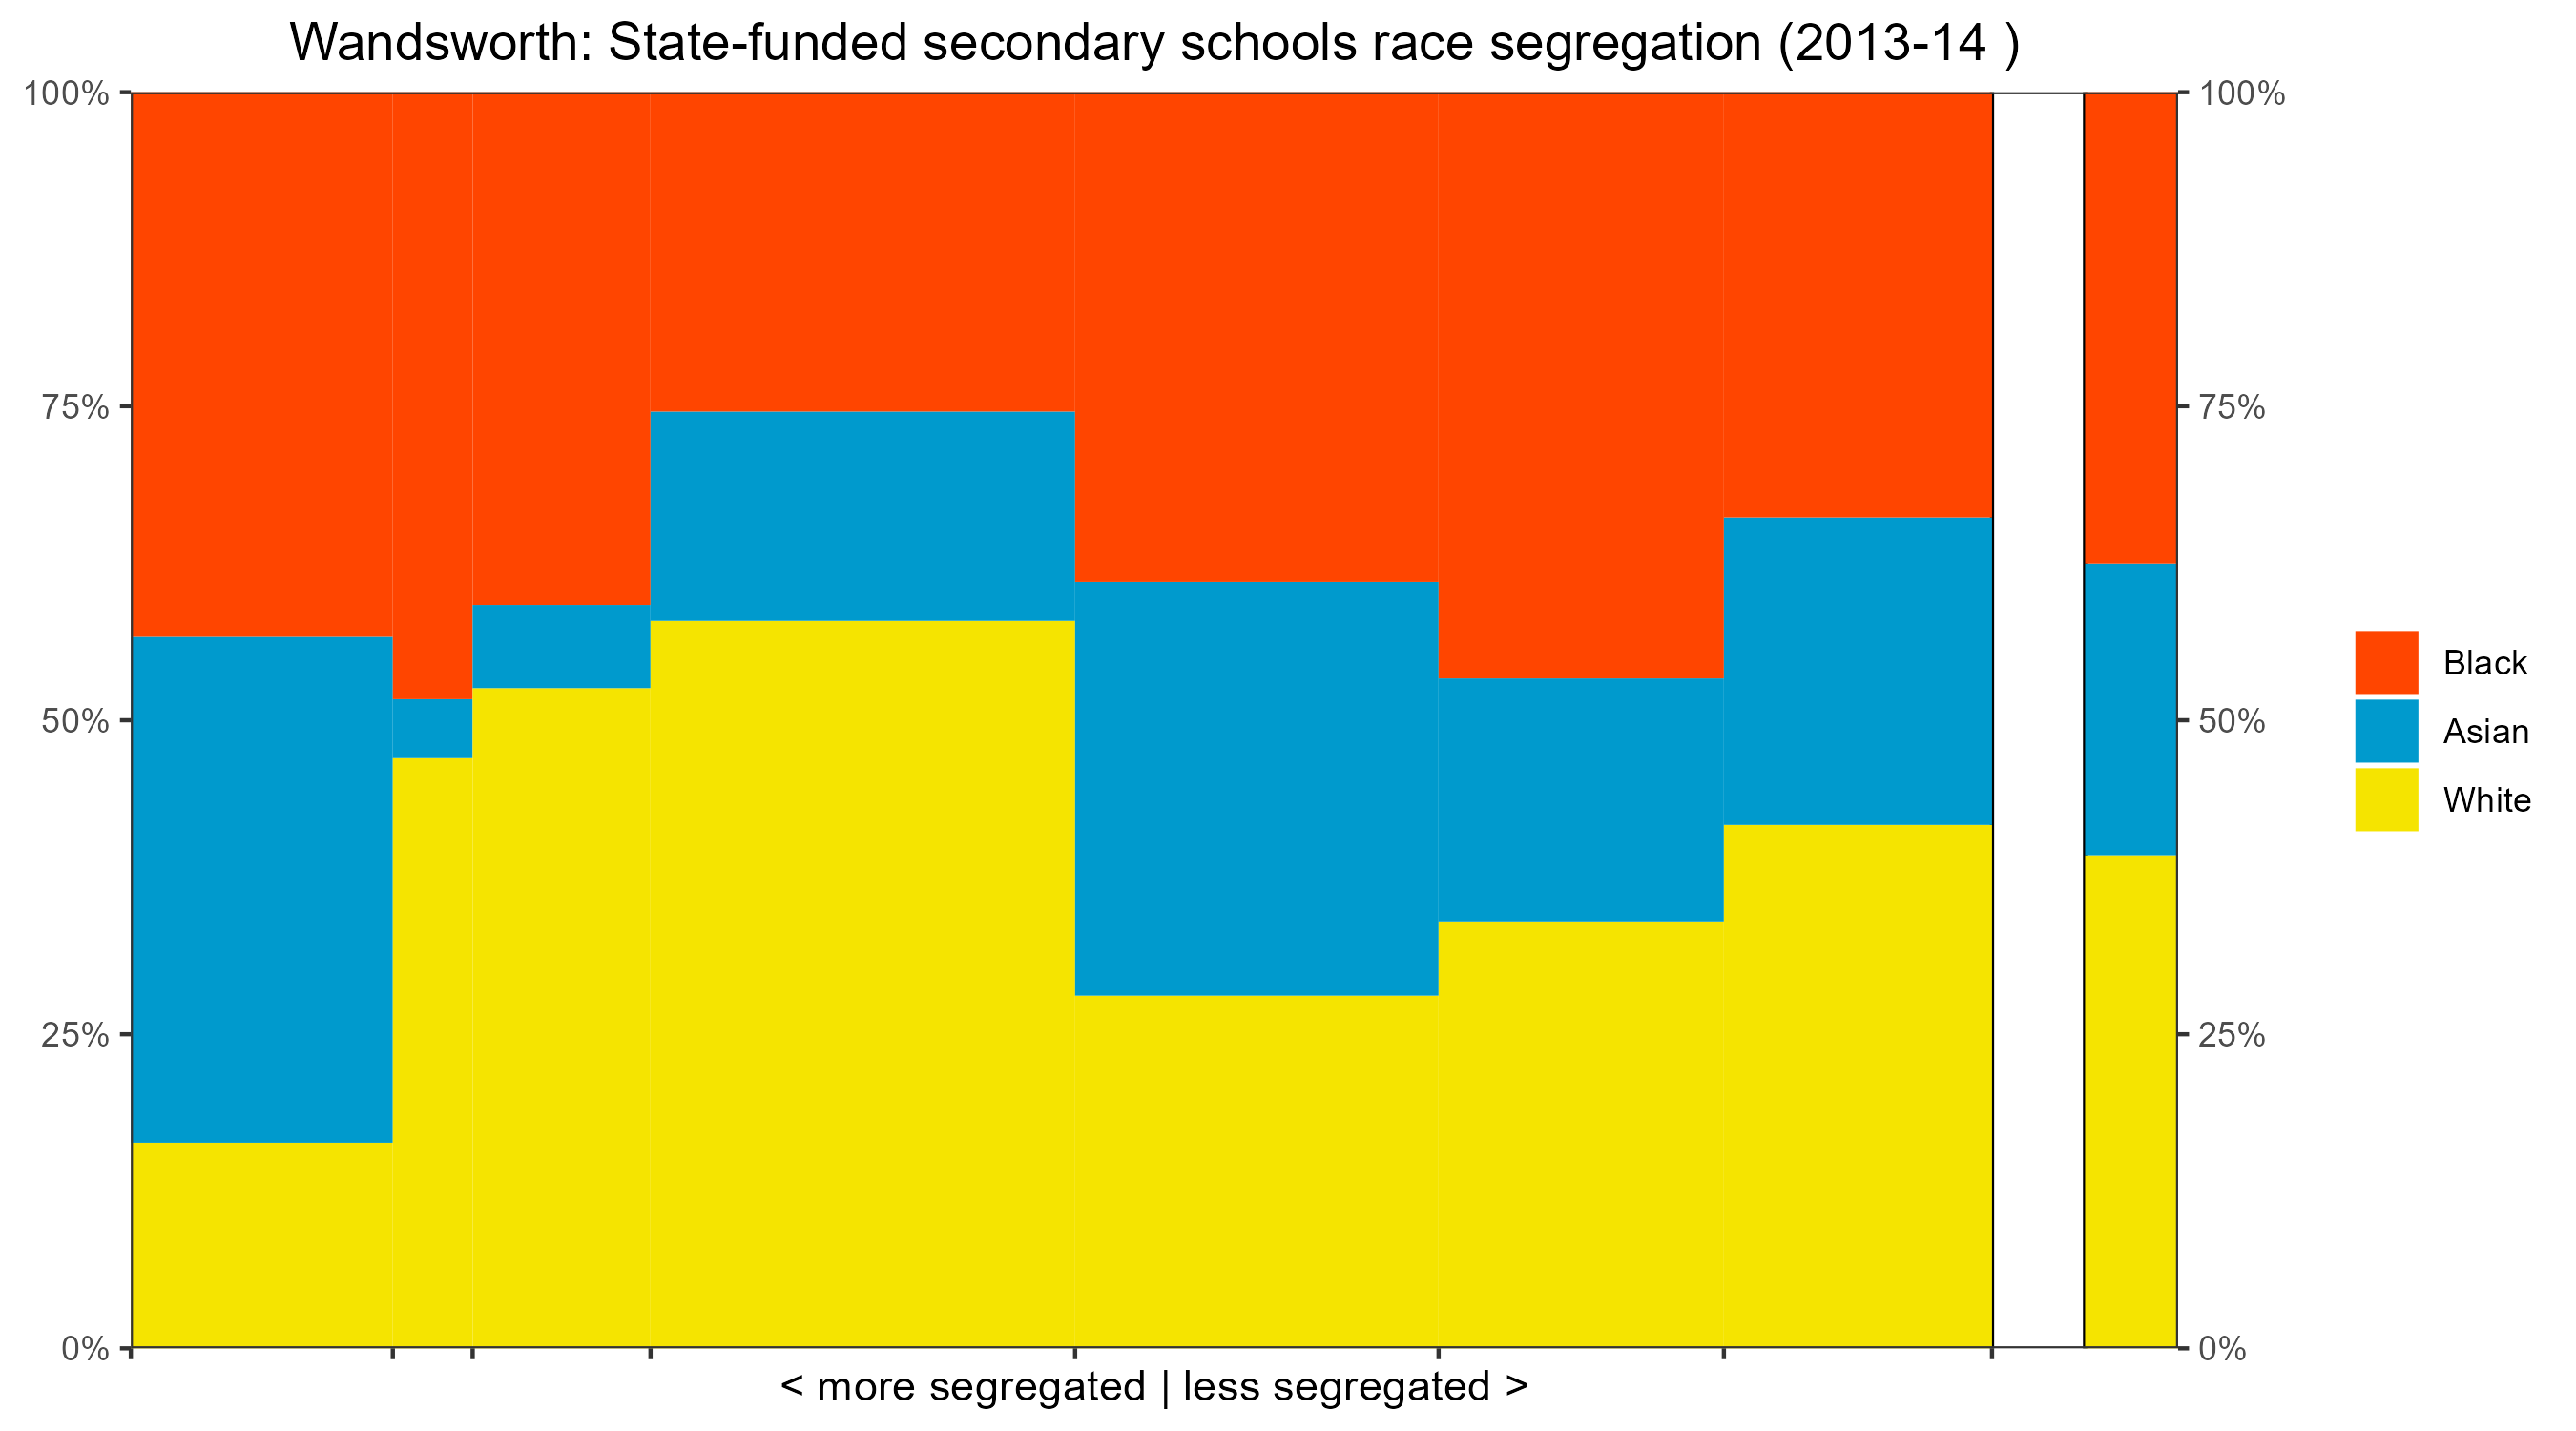 Wandsworth: State-funded secondary schools race segregation (2013-14 )
100%
100%
75%
75%
50%
50%
25%
25%
0%
0%
Black
Asian
White
< more segregated | less segregated >